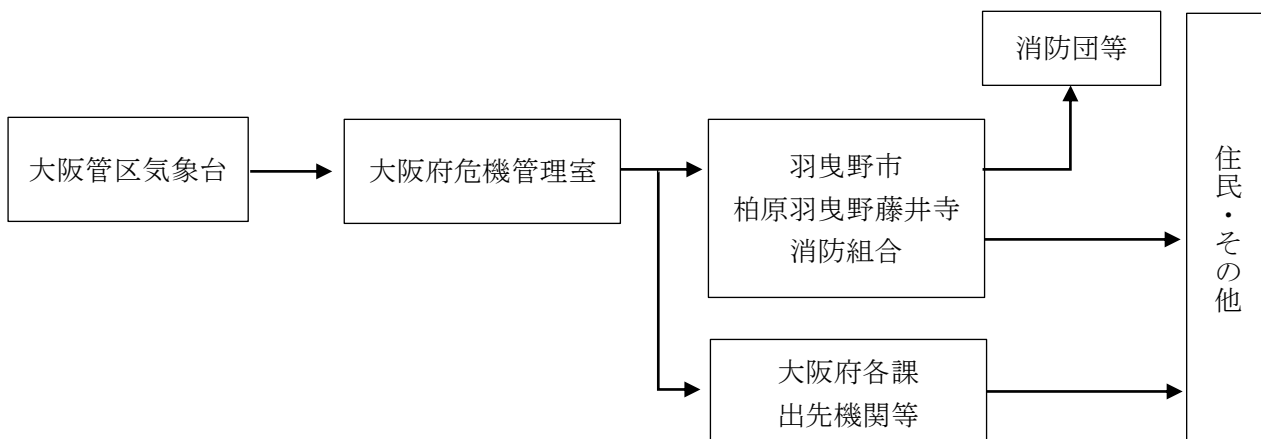 消防団等
大阪管区気象台
大阪府危機管理室
羽曳野市
柏原羽曳野藤井寺
消防組合
住民・その他
大阪府各課
出先機関等